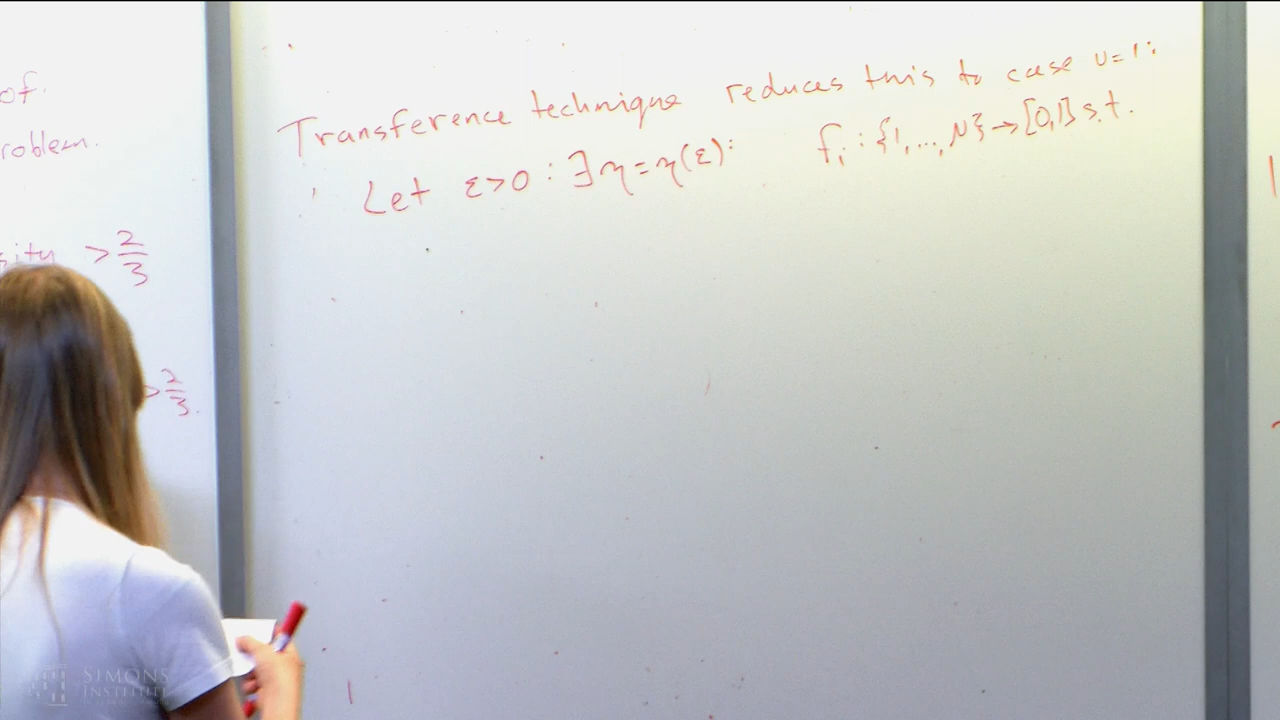 of.
roblem.
sity > 2/3
> 2/3.
Transference technique reduces this to case υ=1:
Let ε>0: ∃ η=η(ε): fᵢ: {1,...,N}→[0,1] s.t.
SIMONS
INSTITUTE